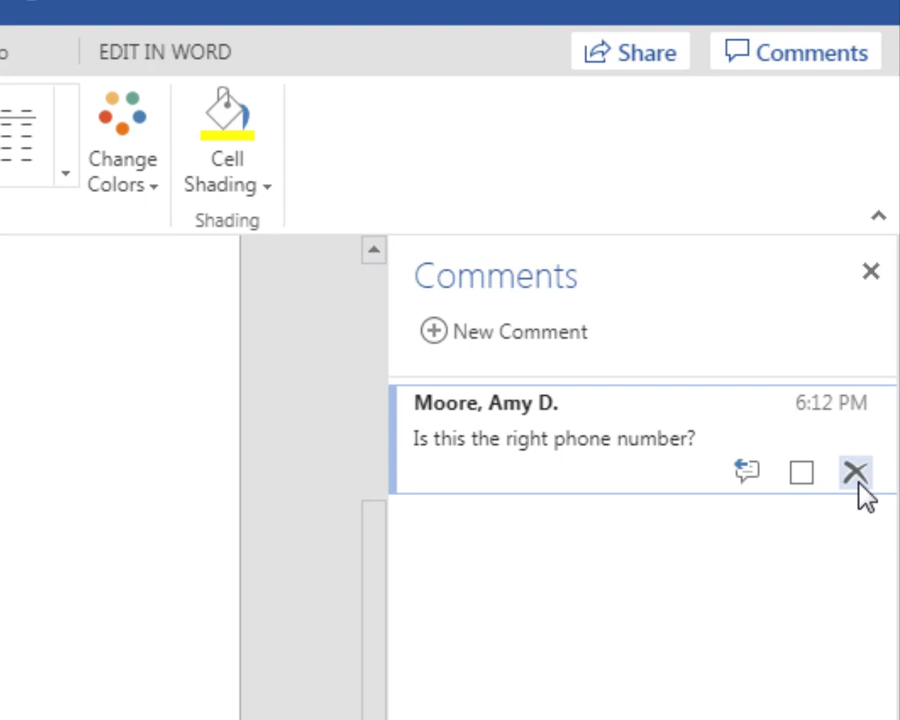 EDIT IN WORD
Share
Comments
Change
Colors
Cell
Shading
Shading
Comments
New Comment
Moore, Amy D.
6:12 PM
Is this the right phone number?